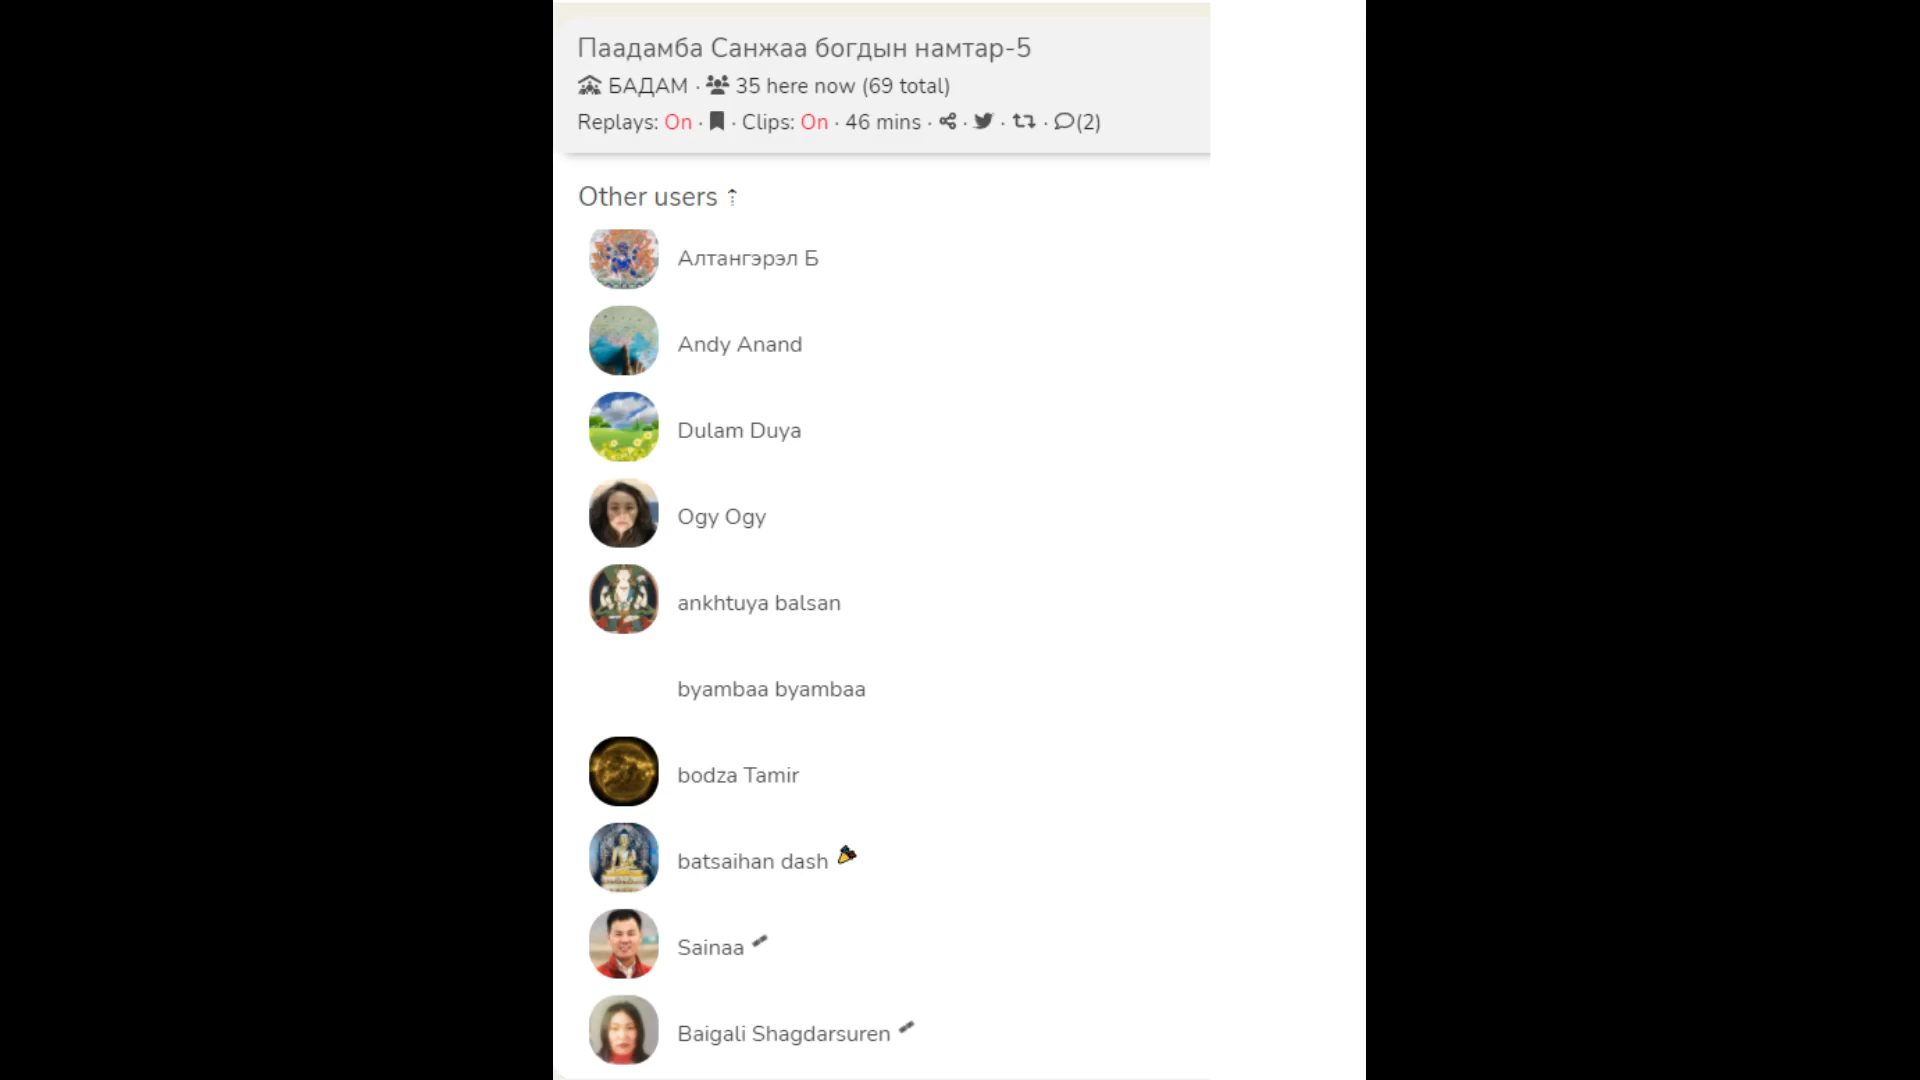 Паадамба Санжаа богдын намтар-5
БАДАМ · 35 here now (69 total)
Replays: On · · Clips: On · 46 mins · · · · (2)
Other users
Алтангэрэл Б
Andy Anand
Dulam Duya
Ogy Ogy
ankhtuya balsan
byambaa byambaa
bodza Tamir
batsaihan dash
Sainaa
Baigali Shagdarsuren